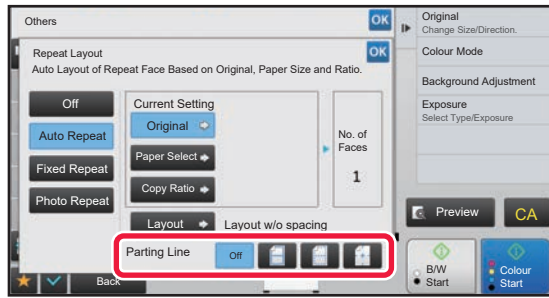 Others
OK
Repeat Layout
OK
Auto Layout of Repeat Face Based on Original, Paper Size and Ratio.
Off
Auto Repeat
Fixed Repeat
Photo Repeat
Current Setting
Original
Paper Select
Copy Ratio
No. of
Faces
1
Layout
Layout w/o spacing
Parting Line
Off
Back
Original
Change Size/Direction.
Colour Mode
Background Adjustment
Exposure
Select Type/Exposure
Preview
CA
B/W
Start
Colour
Start